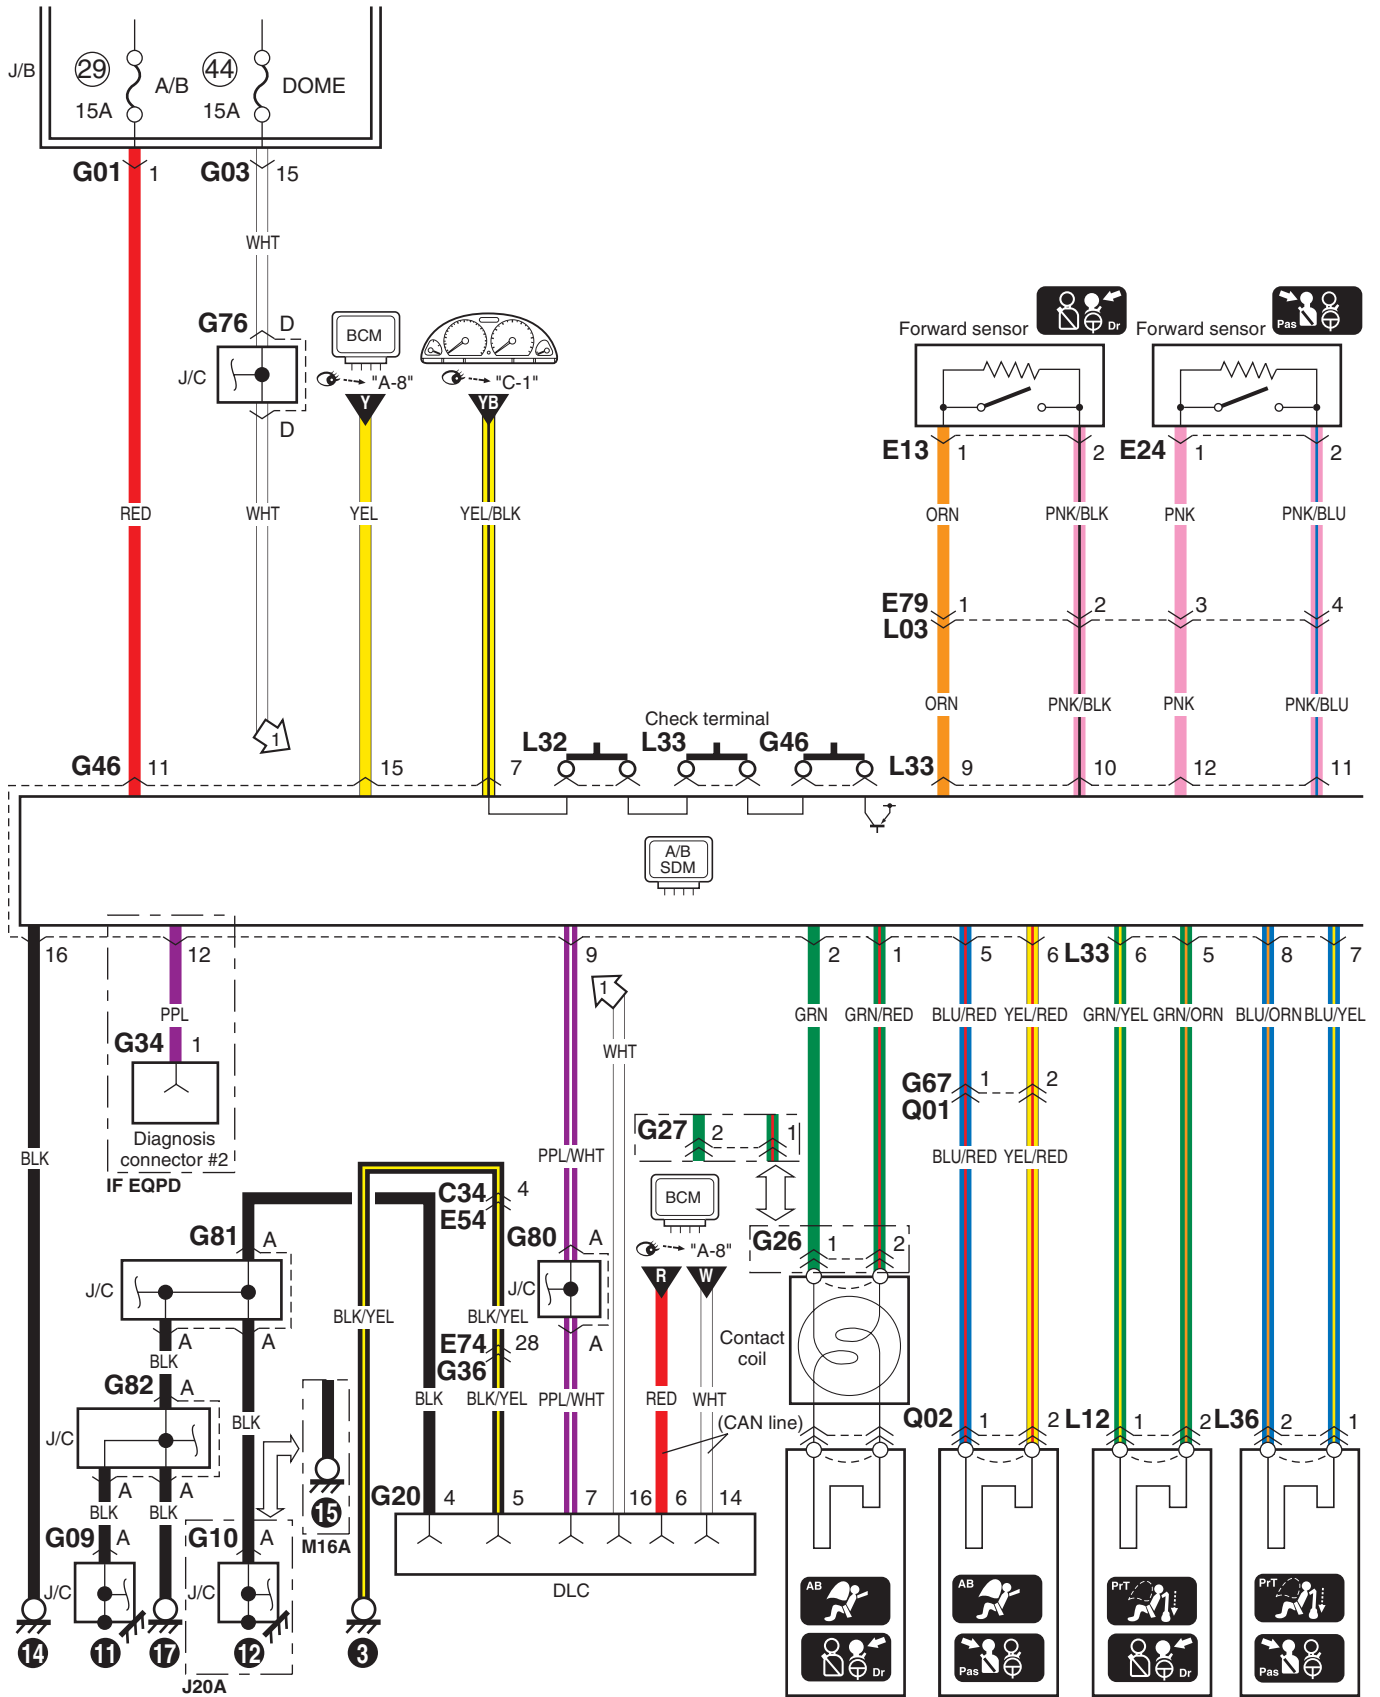 J/B
29
15A
A/B
44
15A
DOME
G01 1
G03 15
WHT
G76 D
J/C
D
BCM
"A-8"
Y
"C-1"
YB
Forward sensor
Dr
Forward sensor
Pas
E13 1 2
E24 1 2
RED
WHT
YEL
YEL/BLK
ORN
PNK/BLK
PNK
PNK/BLU
E79 1 2 3 4
L03
ORN
PNK/BLK
PNK
PNK/BLU
1
Check terminal
L32
L33
G46
G46 11
15
7
L33 9
10
12
11
A/B
SDM
16
12
9
2
1
5
6
L33 6
5
8
7
PPL
1
GRN
GRN/RED
BLU/RED
YEL/RED
GRN/YEL
GRN/ORN
BLU/ORN
BLU/YEL
G34 1
WHT
Diagnosis
connector #2
IF EQPD
BLK
G67 1 2
Q01
G27 2 1
PPL/WHT
BLU/RED
YEL/RED
BCM
C34 4
E54
G81 A
G80 A
"A-8"
G26 1 2
J/C
J/C
R
W
BLK/YEL
BLK/YEL
A
A
A
E74 28
G36
Contact
coil
BLK
G82 A
BLK
BLK
BLK/YEL
PPL/WHT
RED
WHT
(CAN line)
J/C
Q02 1 2
L12 1 2
L36 2 1
A
A
BLK
BLK
G20 4 5 7 16 6 14
15
M16A
G09 A
G10 A
J/C
J/C
DLC
AB
AB
PrT
PrT
14
11
17
12
3
Dr
Pas
Dr
Pas
J20A